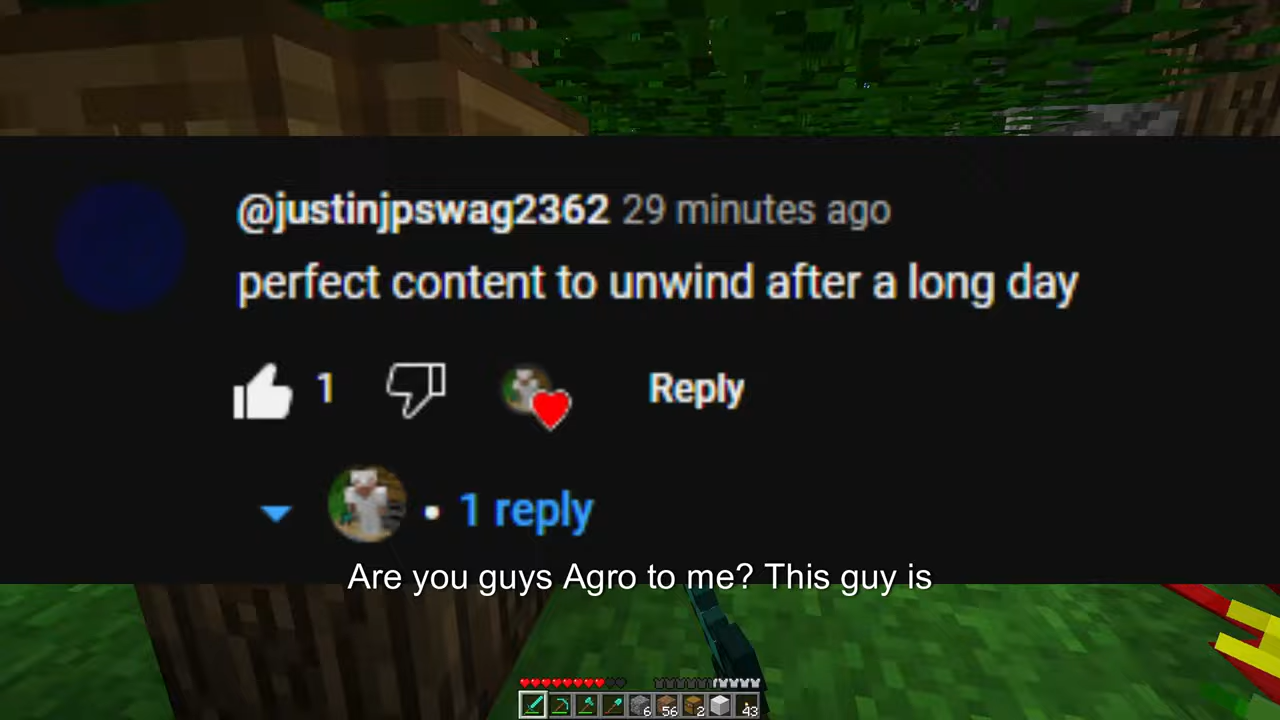 @justinjpswag2362 29 minutes ago
perfect content to unwind after a long day
1
Reply
1 reply
Are you guys Agro to me? This guy is
6 56 2 43